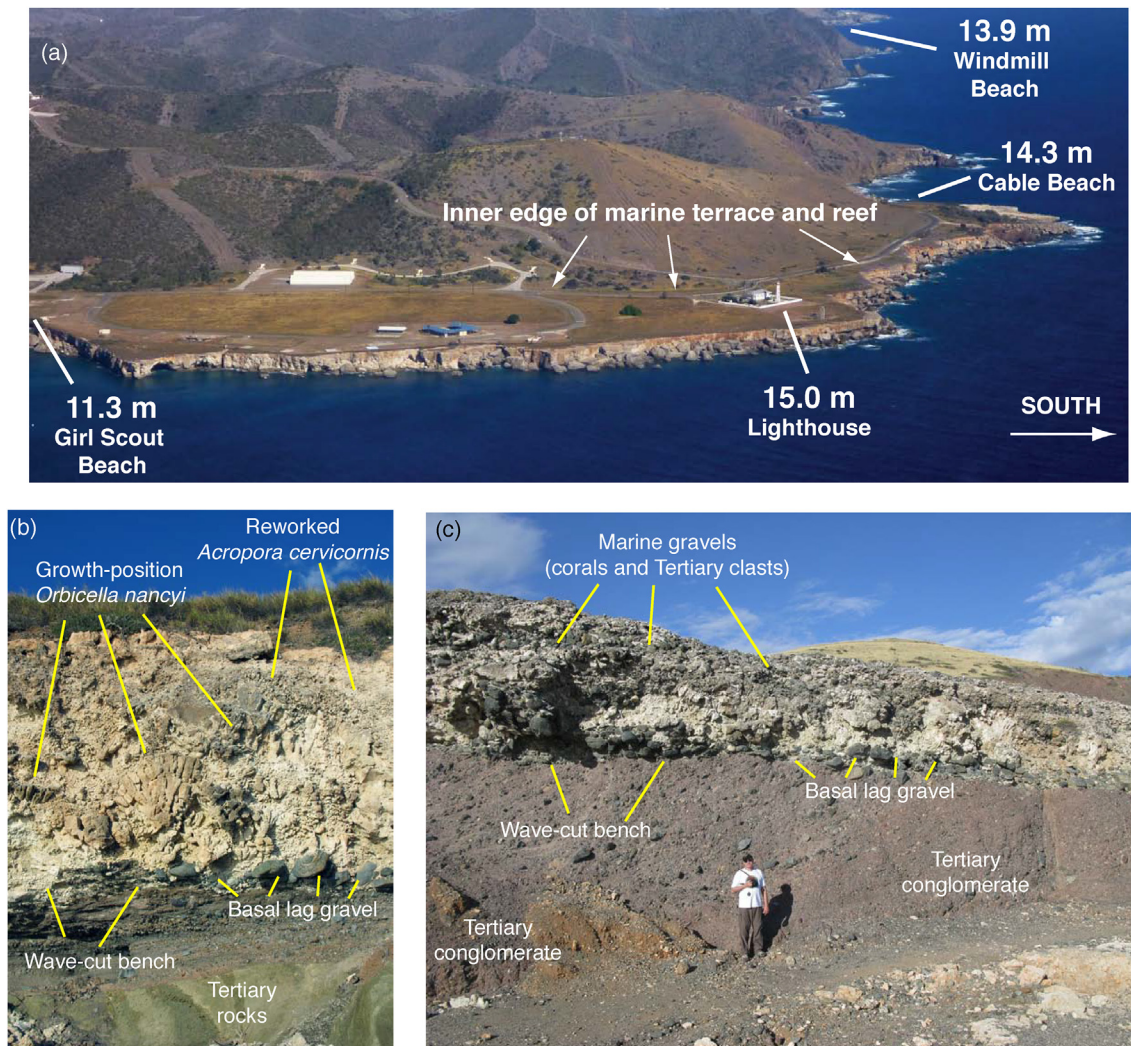 (a)
13.9 m
Windmill
Beach
14.3 m
Cable Beach
Inner edge of marine terrace and reef
11.3 m
Girl Scout
Beach
15.0 m
Lighthouse
SOUTH
(b)
Reworked
Acropora cervicornis
Growth-position
Orbicella nancyi
Basal lag gravel
Wave-cut bench
Tertiary
rocks
(c)
Marine gravels
(corals and Tertiary clasts)
Basal lag gravel
Wave-cut bench
Tertiary
conglomerate
Tertiary
conglomerate